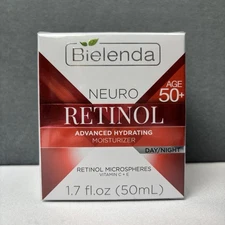 Bielenda
AGE
50+
NEURO
RETINOL
ADVANCED HYDRATING
MOISTURIZER
DAY/NIGHT
RETINOL MICROSPHERES
VITAMIN C + E
1.7 fl.oz (50mL)